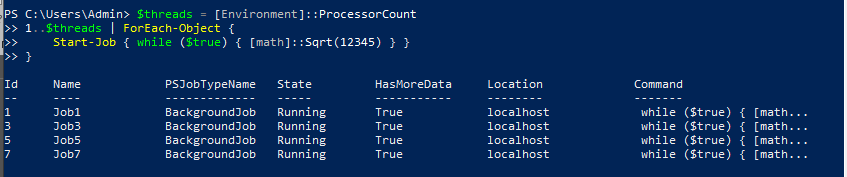 PS C:\Users\Admin> $threads = [Environment]::ProcessorCount
>> 1..$threads | ForEach-Object {
>>     Start-Job { while ($true) { [math]::Sqrt(12345) } }
>> }
Id     Name            PSJobTypeName   State         HasMoreData     Location             Command
--     ----            -------------   -----         -----------     --------             -------
1      Job1            BackgroundJob   Running       True            localhost             while ($true) { [math...
3      Job3            BackgroundJob   Running       True            localhost             while ($true) { [math...
5      Job5            BackgroundJob   Running       True            localhost             while ($true) { [math...
7      Job7            BackgroundJob   Running       True            localhost             while ($true) { [math...